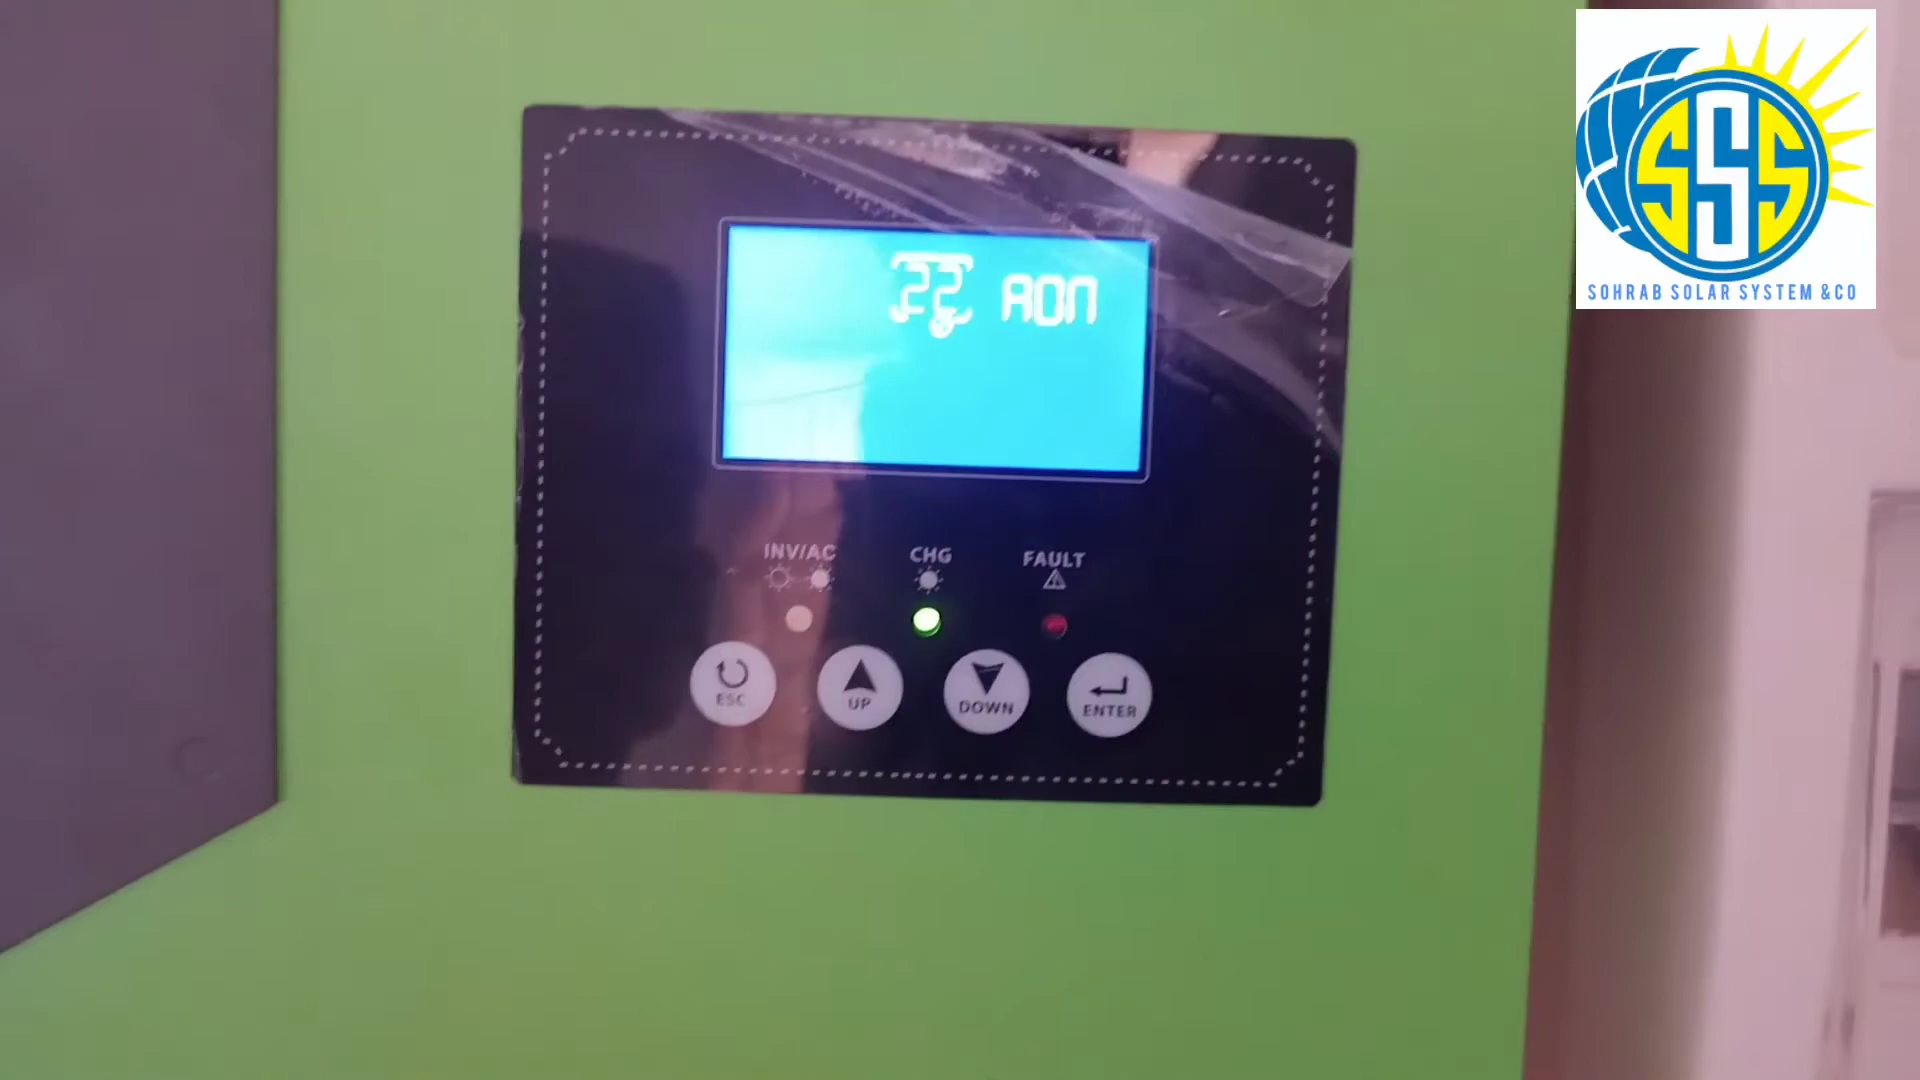 22 AON
INV/AC CHG FAULT
ESC UP DOWN ENTER
SSS
SOHRAB SOLAR SYSTEM &CO